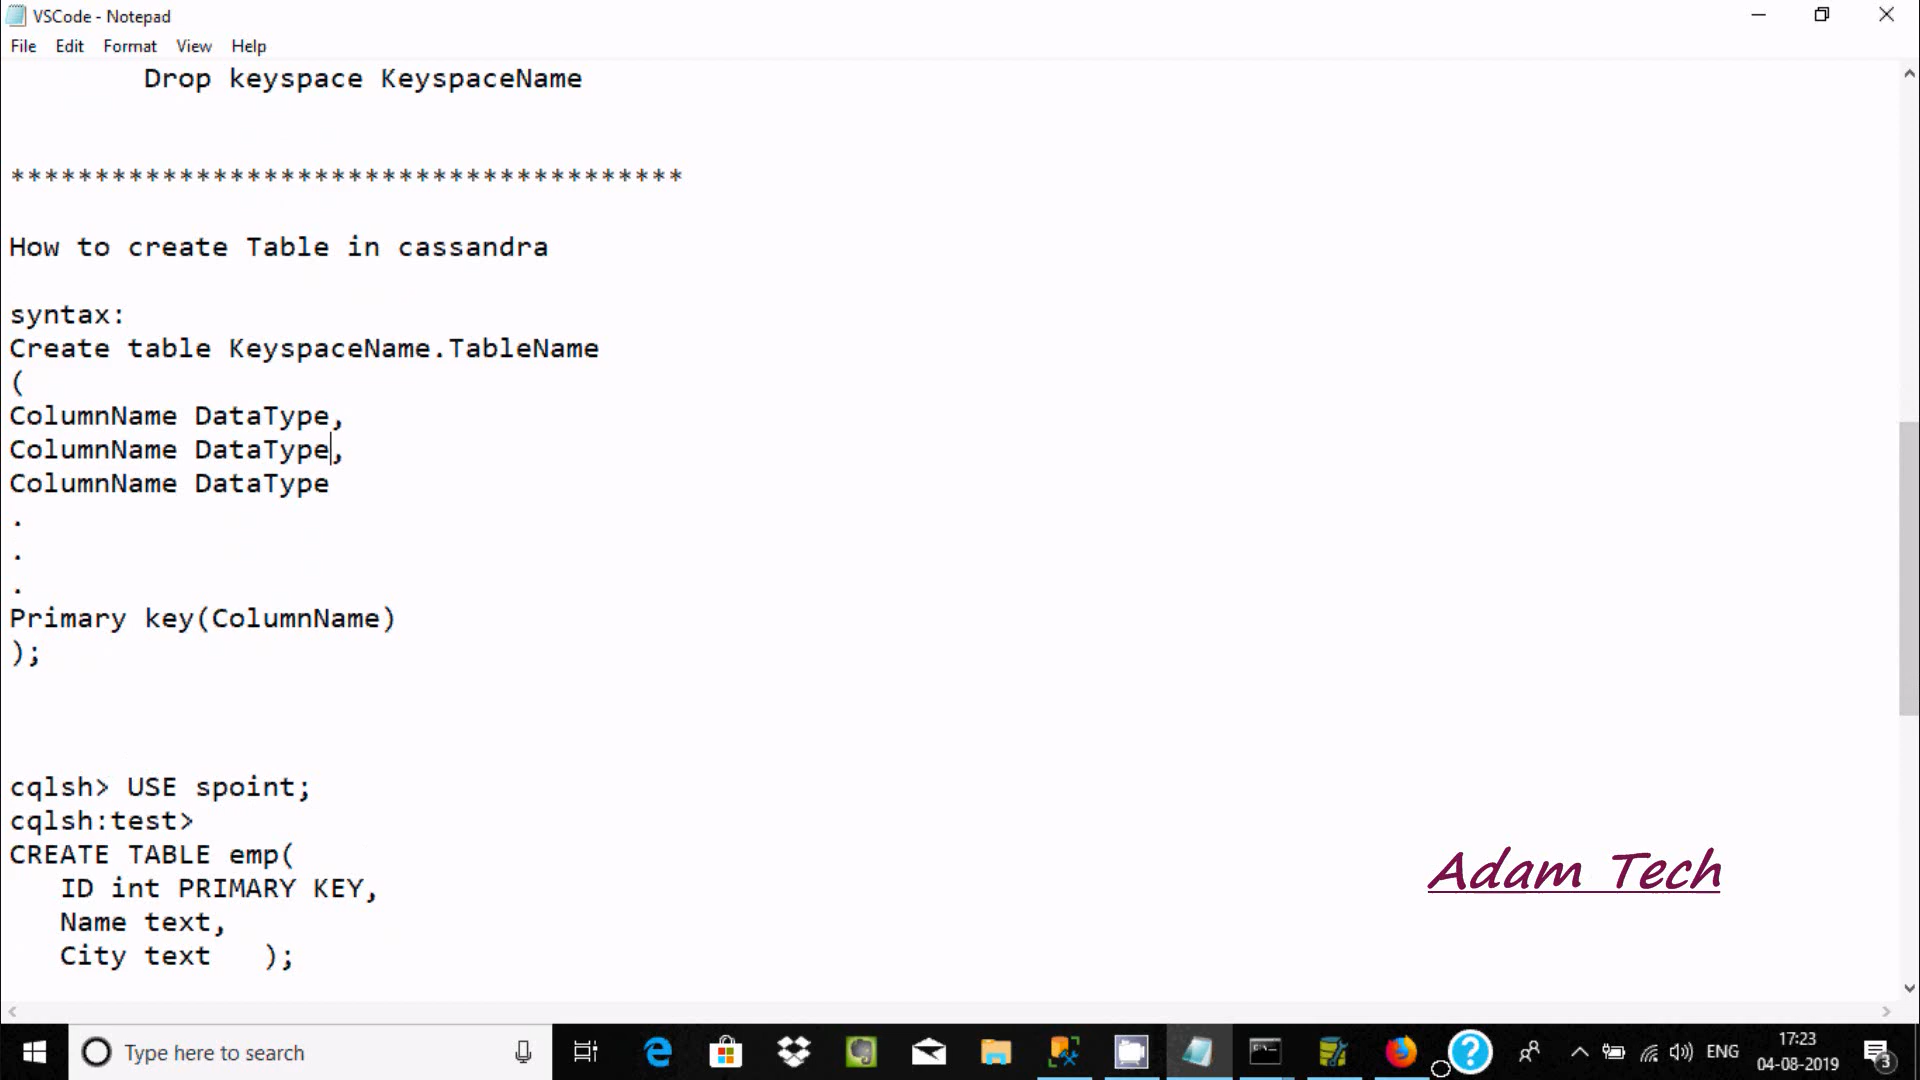 VSCode - Notepad
File Edit Format View Help
Drop keyspace KeyspaceName
****************************************
How to create Table in cassandra
syntax:
Create table KeyspaceName.TableName
(
ColumnName DataType,
ColumnName DataType,
ColumnName DataType
.
.
.
Primary key(ColumnName)
);
cqlsh> USE spoint;
cqlsh:test>
CREATE TABLE emp(
ID int PRIMARY KEY,
Name text,
City text );
Adam Tech
Type here to search
ENG
17:23
04-08-2019
3